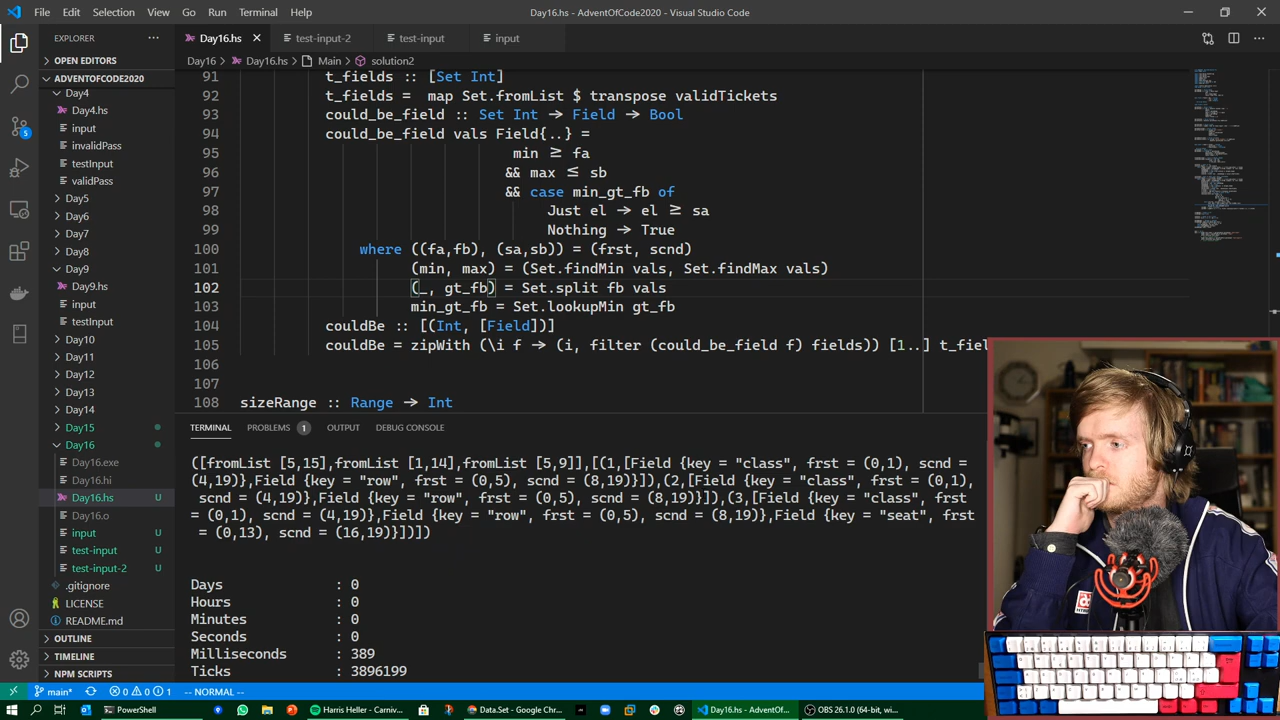 File Edit Selection View Go Run Terminal Help
Day16.hs - AdventOfCode2020 - Visual Studio Code
EXPLORER
OPEN EDITORS
ADVENTOFCODE2020
Day4
Day4.hs
input
invalidPass
testInput
validPass
Day5
Day6
Day7
Day8
Day9
Day9.hs
input
testInput
Day10
Day11
Day12
Day13
Day14
Day15
Day16
Day16.exe
Day16.hi
Day16.hs U
Day16.o
input U
test-input U
test-input-2 U
.gitignore
LICENSE
README.md
OUTLINE
TIMELINE
NPM SCRIPTS
5
Day16.hs test-input-2 test-input input
Day16 > Day16.hs > Main > solution2
91 t_fields :: [Set Int]
92 t_fields = map Set.fromList $ transpose validTickets
93 could_be_field :: Set Int → Field → Bool
94 could_be_field vals Field{..} =
95 min ≥ fa
96 && max ≤ sb
97 && case min_gt_fb of
98 Just el → el ≥ sa
99 Nothing → True
100 where ((fa,fb), (sa,sb)) = (frst, scnd)
101 (min, max) = (Set.findMin vals, Set.findMax vals)
102 (_, gt_fb) = Set.split fb vals
103 min_gt_fb = Set.lookupMin gt_fb
104 couldBe :: [(Int, [Field])]
105 couldBe = zipWith (\i f → (i, filter (could_be_field f) fields)) [1..] t_fiel
106
107
108 sizeRange :: Range → Int
TERMINAL PROBLEMS 1 OUTPUT DEBUG CONSOLE
([fromList [5,15],fromList [1,14],fromList [5,9]],[(1,[Field {key = "class", frst = (0,1), scnd =
(4,19)},Field {key = "row", frst = (0,5), scnd = (8,19)}]),(2,[Field {key = "class", frst = (0,1),
scnd = (4,19)},Field {key = "row", frst = (0,5), scnd = (8,19)}]),(3,[Field {key = "class", frst
= (0,1), scnd = (4,19)},Field {key = "row", frst = (0,5), scnd = (8,19)},Field {key = "seat", frst
= (0,13), scnd = (16,19)}])])
Days : 0
Hours : 0
Minutes : 0
Seconds : 0
Milliseconds : 389
Ticks : 3896199
main* 0 0 1 -- NORMAL --
PowerShell
Harris Heller - Carniv...
Data.Set - Google Chr...
Day16.hs - AdventOf...
OBS 26.1.0 (64-bit, w...